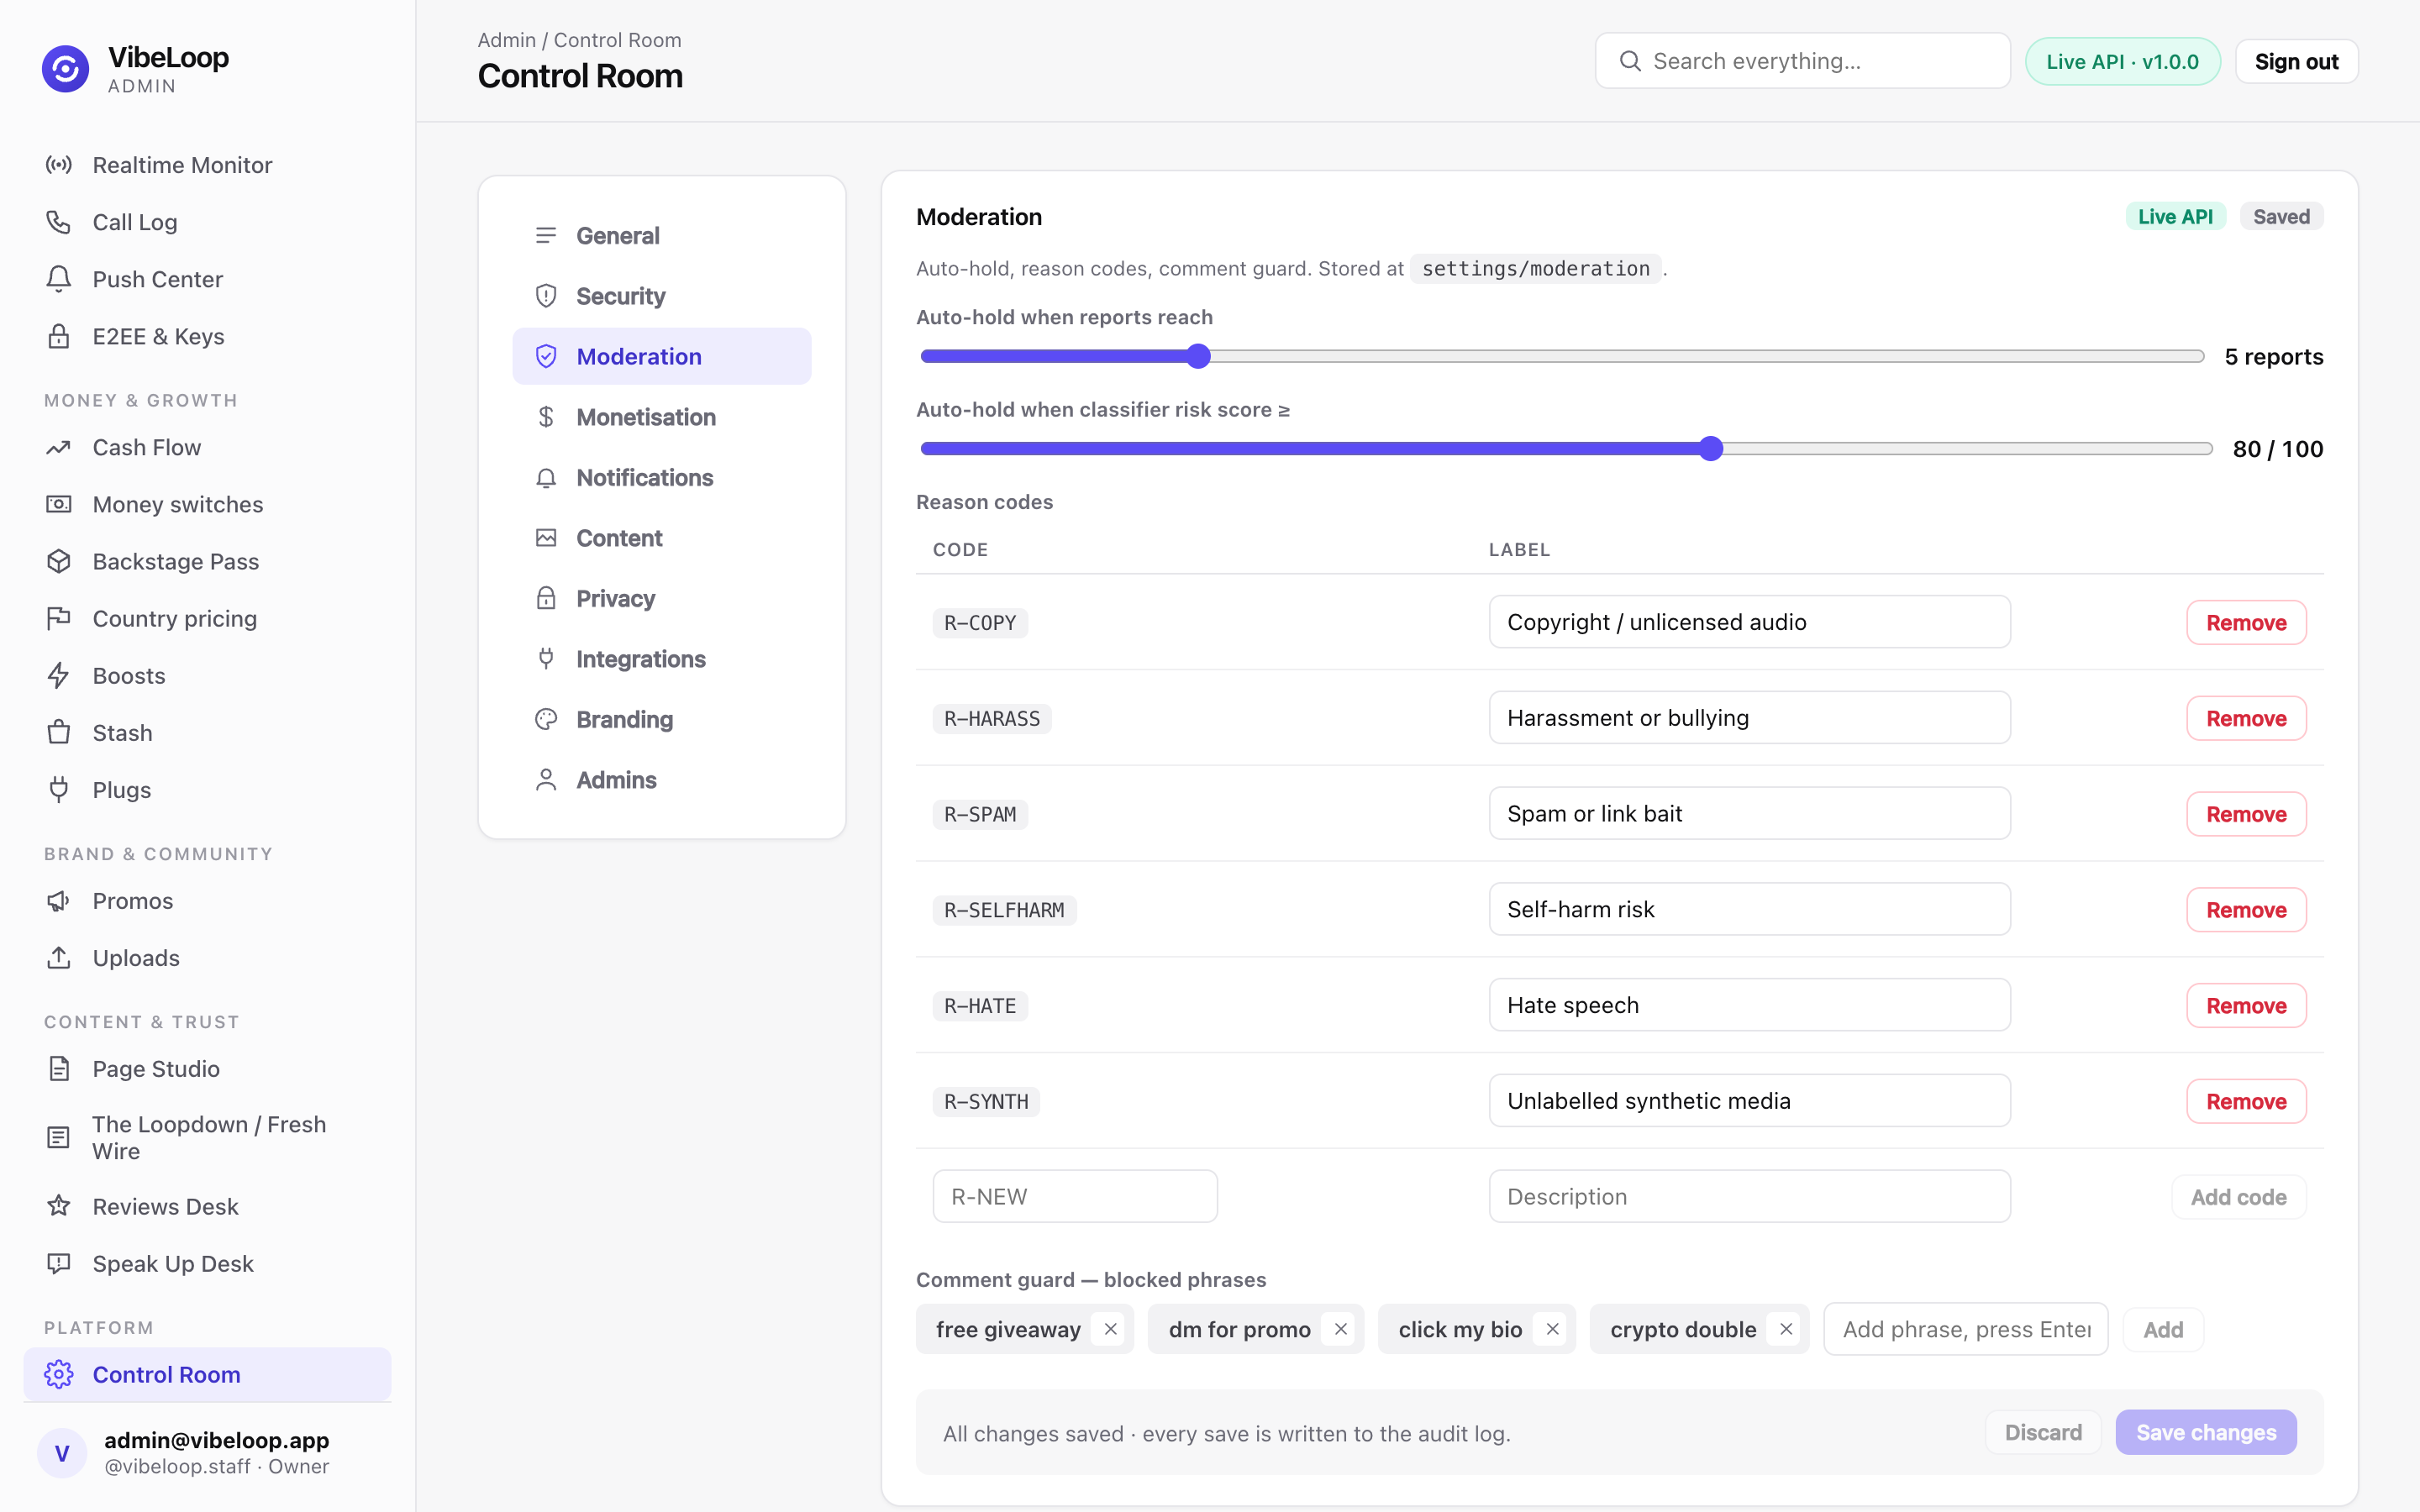 VibeLoop
ADMIN
Realtime Monitor
Call Log
Push Center
E2EE & Keys
MONEY & GROWTH
Cash Flow
Money switches
Backstage Pass
Country pricing
Boosts
Stash
Plugs
BRAND & COMMUNITY
Promos
Uploads
CONTENT & TRUST
Page Studio
The Loopdown / Fresh
Wire
Reviews Desk
Speak Up Desk
PLATFORM
Control Room
V
admin@vibeloop.app
@vibeloop.staff · Owner
Admin / Control Room
Control Room
Search everything...
Live API · v1.0.0
Sign out
General
Security
Moderation
Monetisation
Notifications
Content
Privacy
Integrations
Branding
Admins
Moderation
Live API
Saved
Auto-hold, reason codes, comment guard. Stored at settings/moderation.
Auto-hold when reports reach
5 reports
Auto-hold when classifier risk score ≥
80 / 100
Reason codes
CODE LABEL
R-COPY Copyright / unlicensed audio Remove
R-HARASS Harassment or bullying Remove
R-SPAM Spam or link bait Remove
R-SELFHARM Self-harm risk Remove
R-HATE Hate speech Remove
R-SYNTH Unlabelled synthetic media Remove
R-NEW Description Add code
Comment guard — blocked phrases
free giveaway × dm for promo × click my bio × crypto double × Add phrase, press Enter Add
All changes saved · every save is written to the audit log.
Discard
Save changes